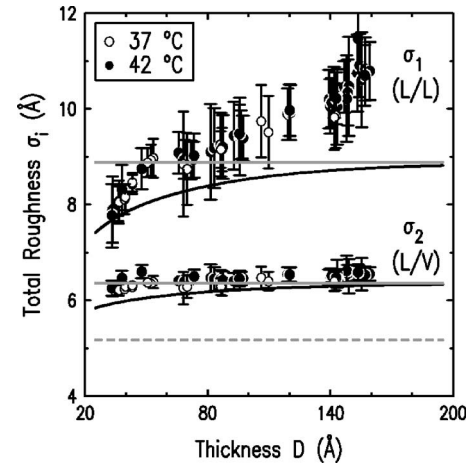 12
10
8
6
4
Total Roughness σi (Å)
37 °C
42 °C
σ1
(L/L)
σ2
(L/V)
20 80 140 200
Thickness D (Å)